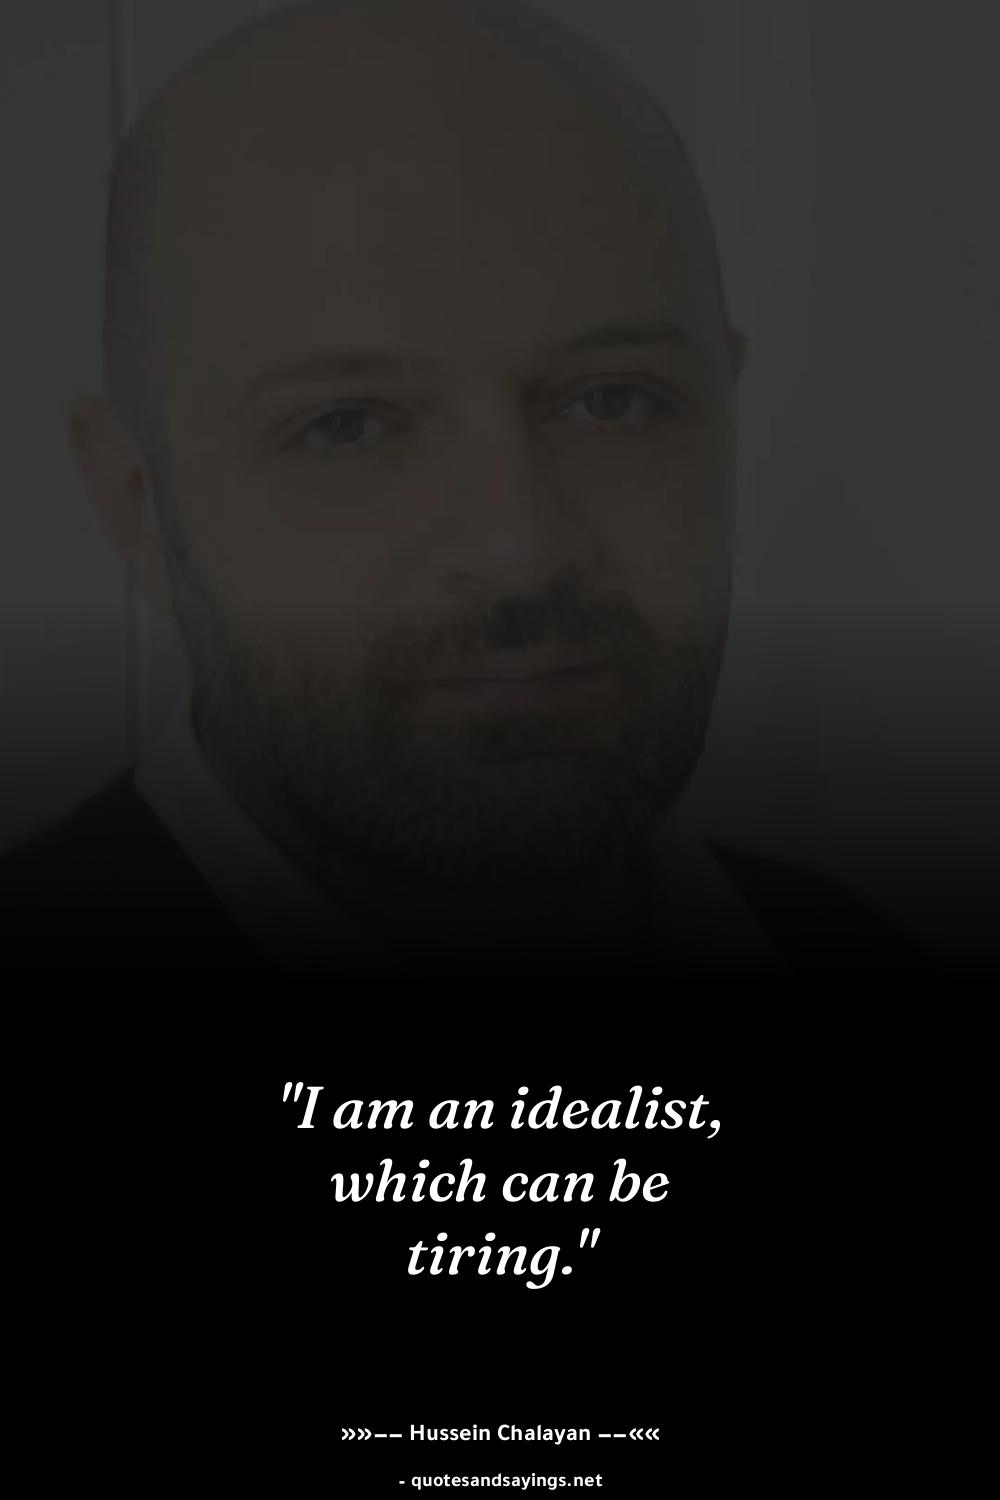 "I am an idealist,
which can be
tiring."
»»—— Hussein Chalayan ——««
- quotesandsayings.net